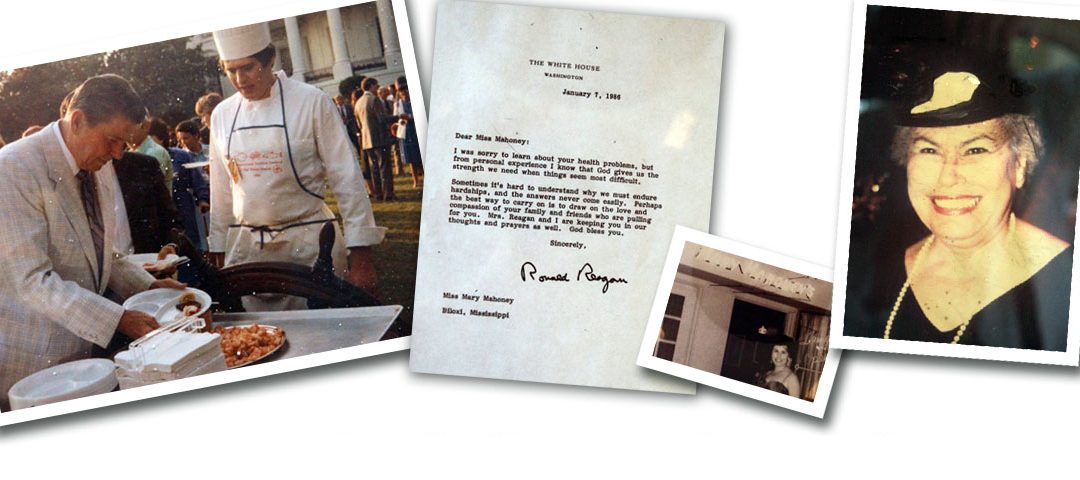 THE WHITE HOUSE
WASHINGTON
January 7, 1986
Dear Miss Mahoney:
I was sorry to learn about your health problems, but
from personal experience I know that God gives us the
strength we need when things seem most difficult.
Sometimes it's hard to understand why we must endure
hardships, and the answers never come easily. Perhaps
the best way to carry on is to draw on the love and
compassion of your family and friends who are pulling
for you. Mrs. Reagan and I are keeping you in our
thoughts and prayers as well. God bless you.
Sincerely,
Ronald Reagan
Miss Mary Mahoney
Biloxi, Mississippi